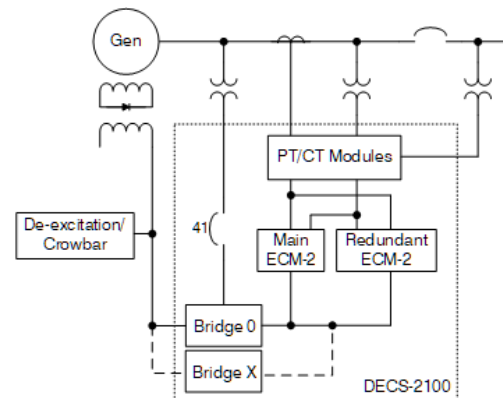 Gen
PT/CT Modules
De-excitation/
Crowbar
41
Main
ECM-2
Redundant
ECM-2
Bridge 0
Bridge X
DECS-2100